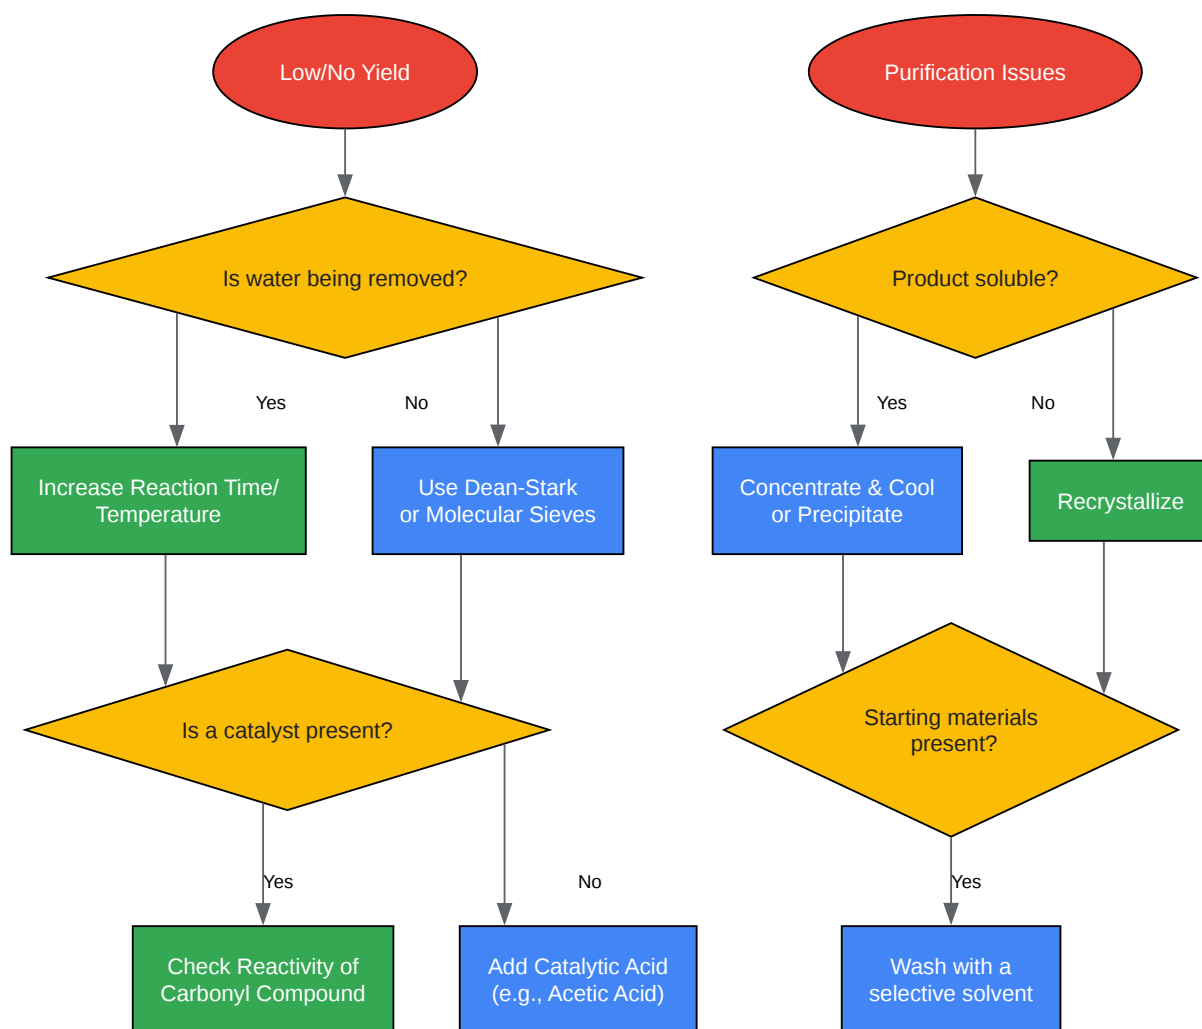 Low/No Yield
Purification Issues
Is water being removed?
Product soluble?
Yes
No
Yes
No
Increase Reaction Time/
Temperature
Use Dean-Stark
or Molecular Sieves
Concentrate & Cool
or Precipitate
Recrystallize
Is a catalyst present?
Starting materials
present?
Yes
No
Yes
Check Reactivity of
Carbonyl Compound
Add Catalytic Acid
(e.g., Acetic Acid)
Wash with a
selective solvent